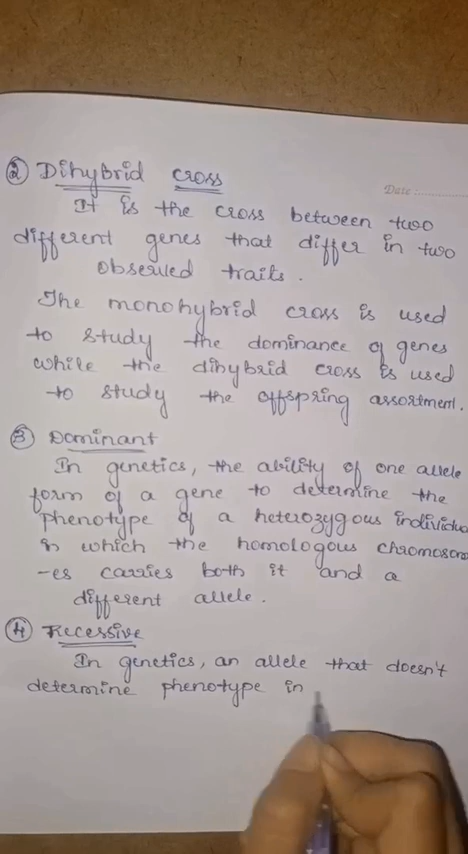 ② Dihybrid cross
Date :
It is the cross between two
different genes that differ in two
observed traits.
The monohybrid cross is used
to study the dominance of genes
while the dihybrid cross is used
to study the offspring assortment.
③ Dominant
In genetics, the ability of one allele
form of a gene to determine the
phenotype of a heterozygous individu
in which the homologous chromosom
-es carries both it and a
different allele.
④ Recessive
In genetics, an allele that doesn't
determine phenotype in